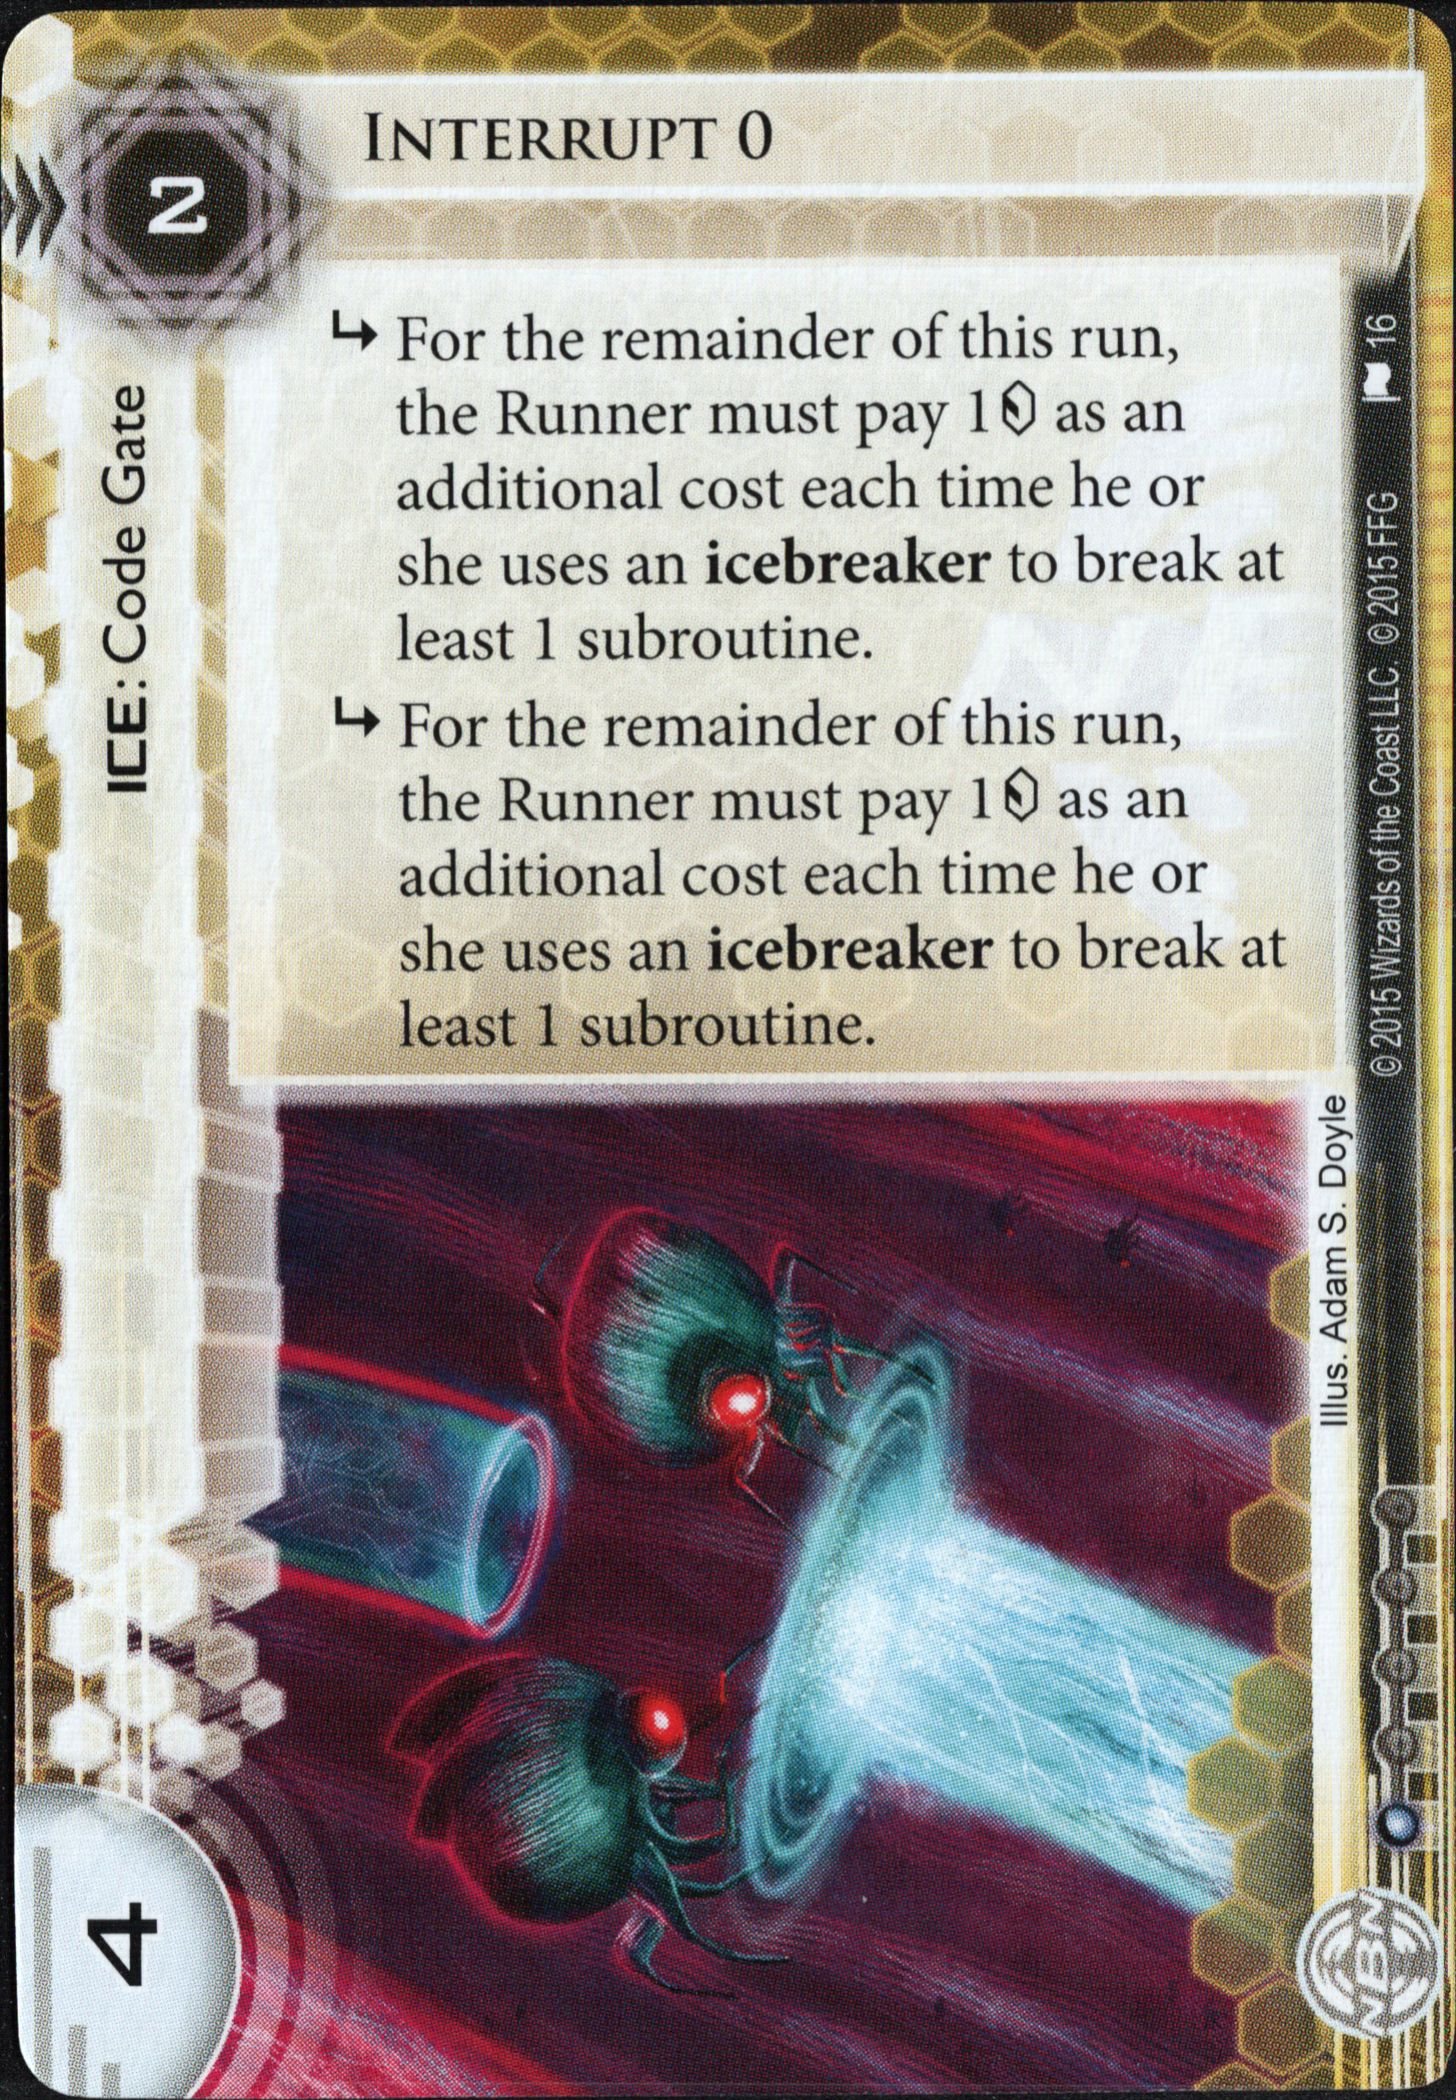 2
INTERRUPT 0
ICE: Code Gate
↳ For the remainder of this run,
the Runner must pay 1 as an
additional cost each time he or
she uses an icebreaker to break at
least 1 subroutine.
↳ For the remainder of this run,
the Runner must pay 1 as an
additional cost each time he or
she uses an icebreaker to break at
least 1 subroutine.
16
© 2015 Wizards of the Coast LLC. © 2015 FFG
Illus. Adam S. Doyle
4
NBN